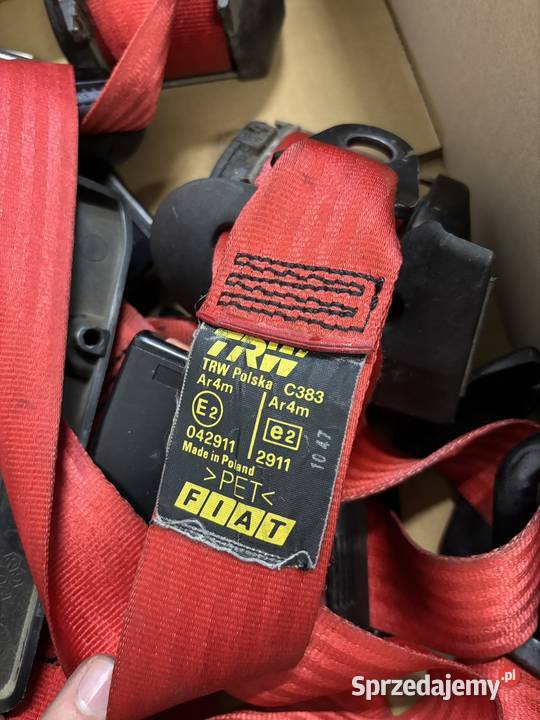 TRW
TRW Polska C383
Ar4m Ar4m
E2 e2
042911 2911
Made in Poland
1047
>PET<
FIAT
Sprzedajemy.pl